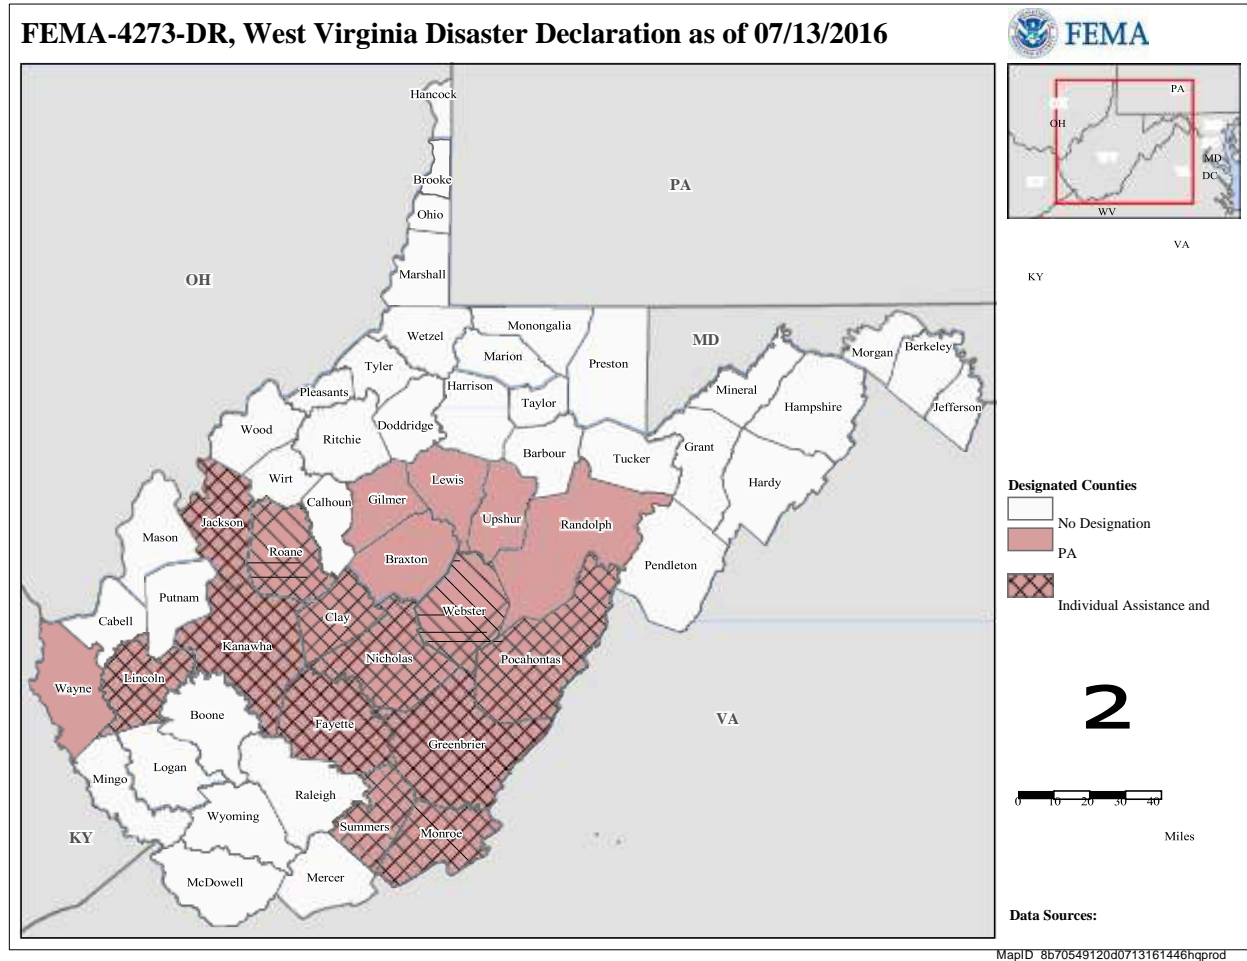 FEMA-4273-DR, West Virginia Disaster Declaration as of 07/13/2016
FEMA
Hancock
Brooke
Ohio
Marshall
PA
OH
Wetzel
Monongalia
Marion
Preston
MD
Tyler
Pleasants
Harrison
Taylor
Doddridge
Ritchie
Wood
Wirt
Calhoun
Gilmer
Lewis
Upshur
Barbour
Tucker
Randolph
Mineral
Hampshire
Grant
Hardy
Morgan
Berkeley
Jefferson
Pendleton
Jackson
Roane
Braxton
Mason
Putnam
Cabell
Clay
Webster
Kanawha
Nicholas
Pocahontas
Wayne
Lincoln
Boone
Fayette
Greenbrier
Logan
Mingo
Raleigh
Wyoming
Summers
Monroe
McDowell
Mercer
KY
VA
PA
OH
MD
DC
WV
VA
KY
Designated Counties
No Designation
PA
Individual Assistance and
2
0 10 20 30 40
Miles
Data Sources:
MapID 8b70549120d0713161446hqprod